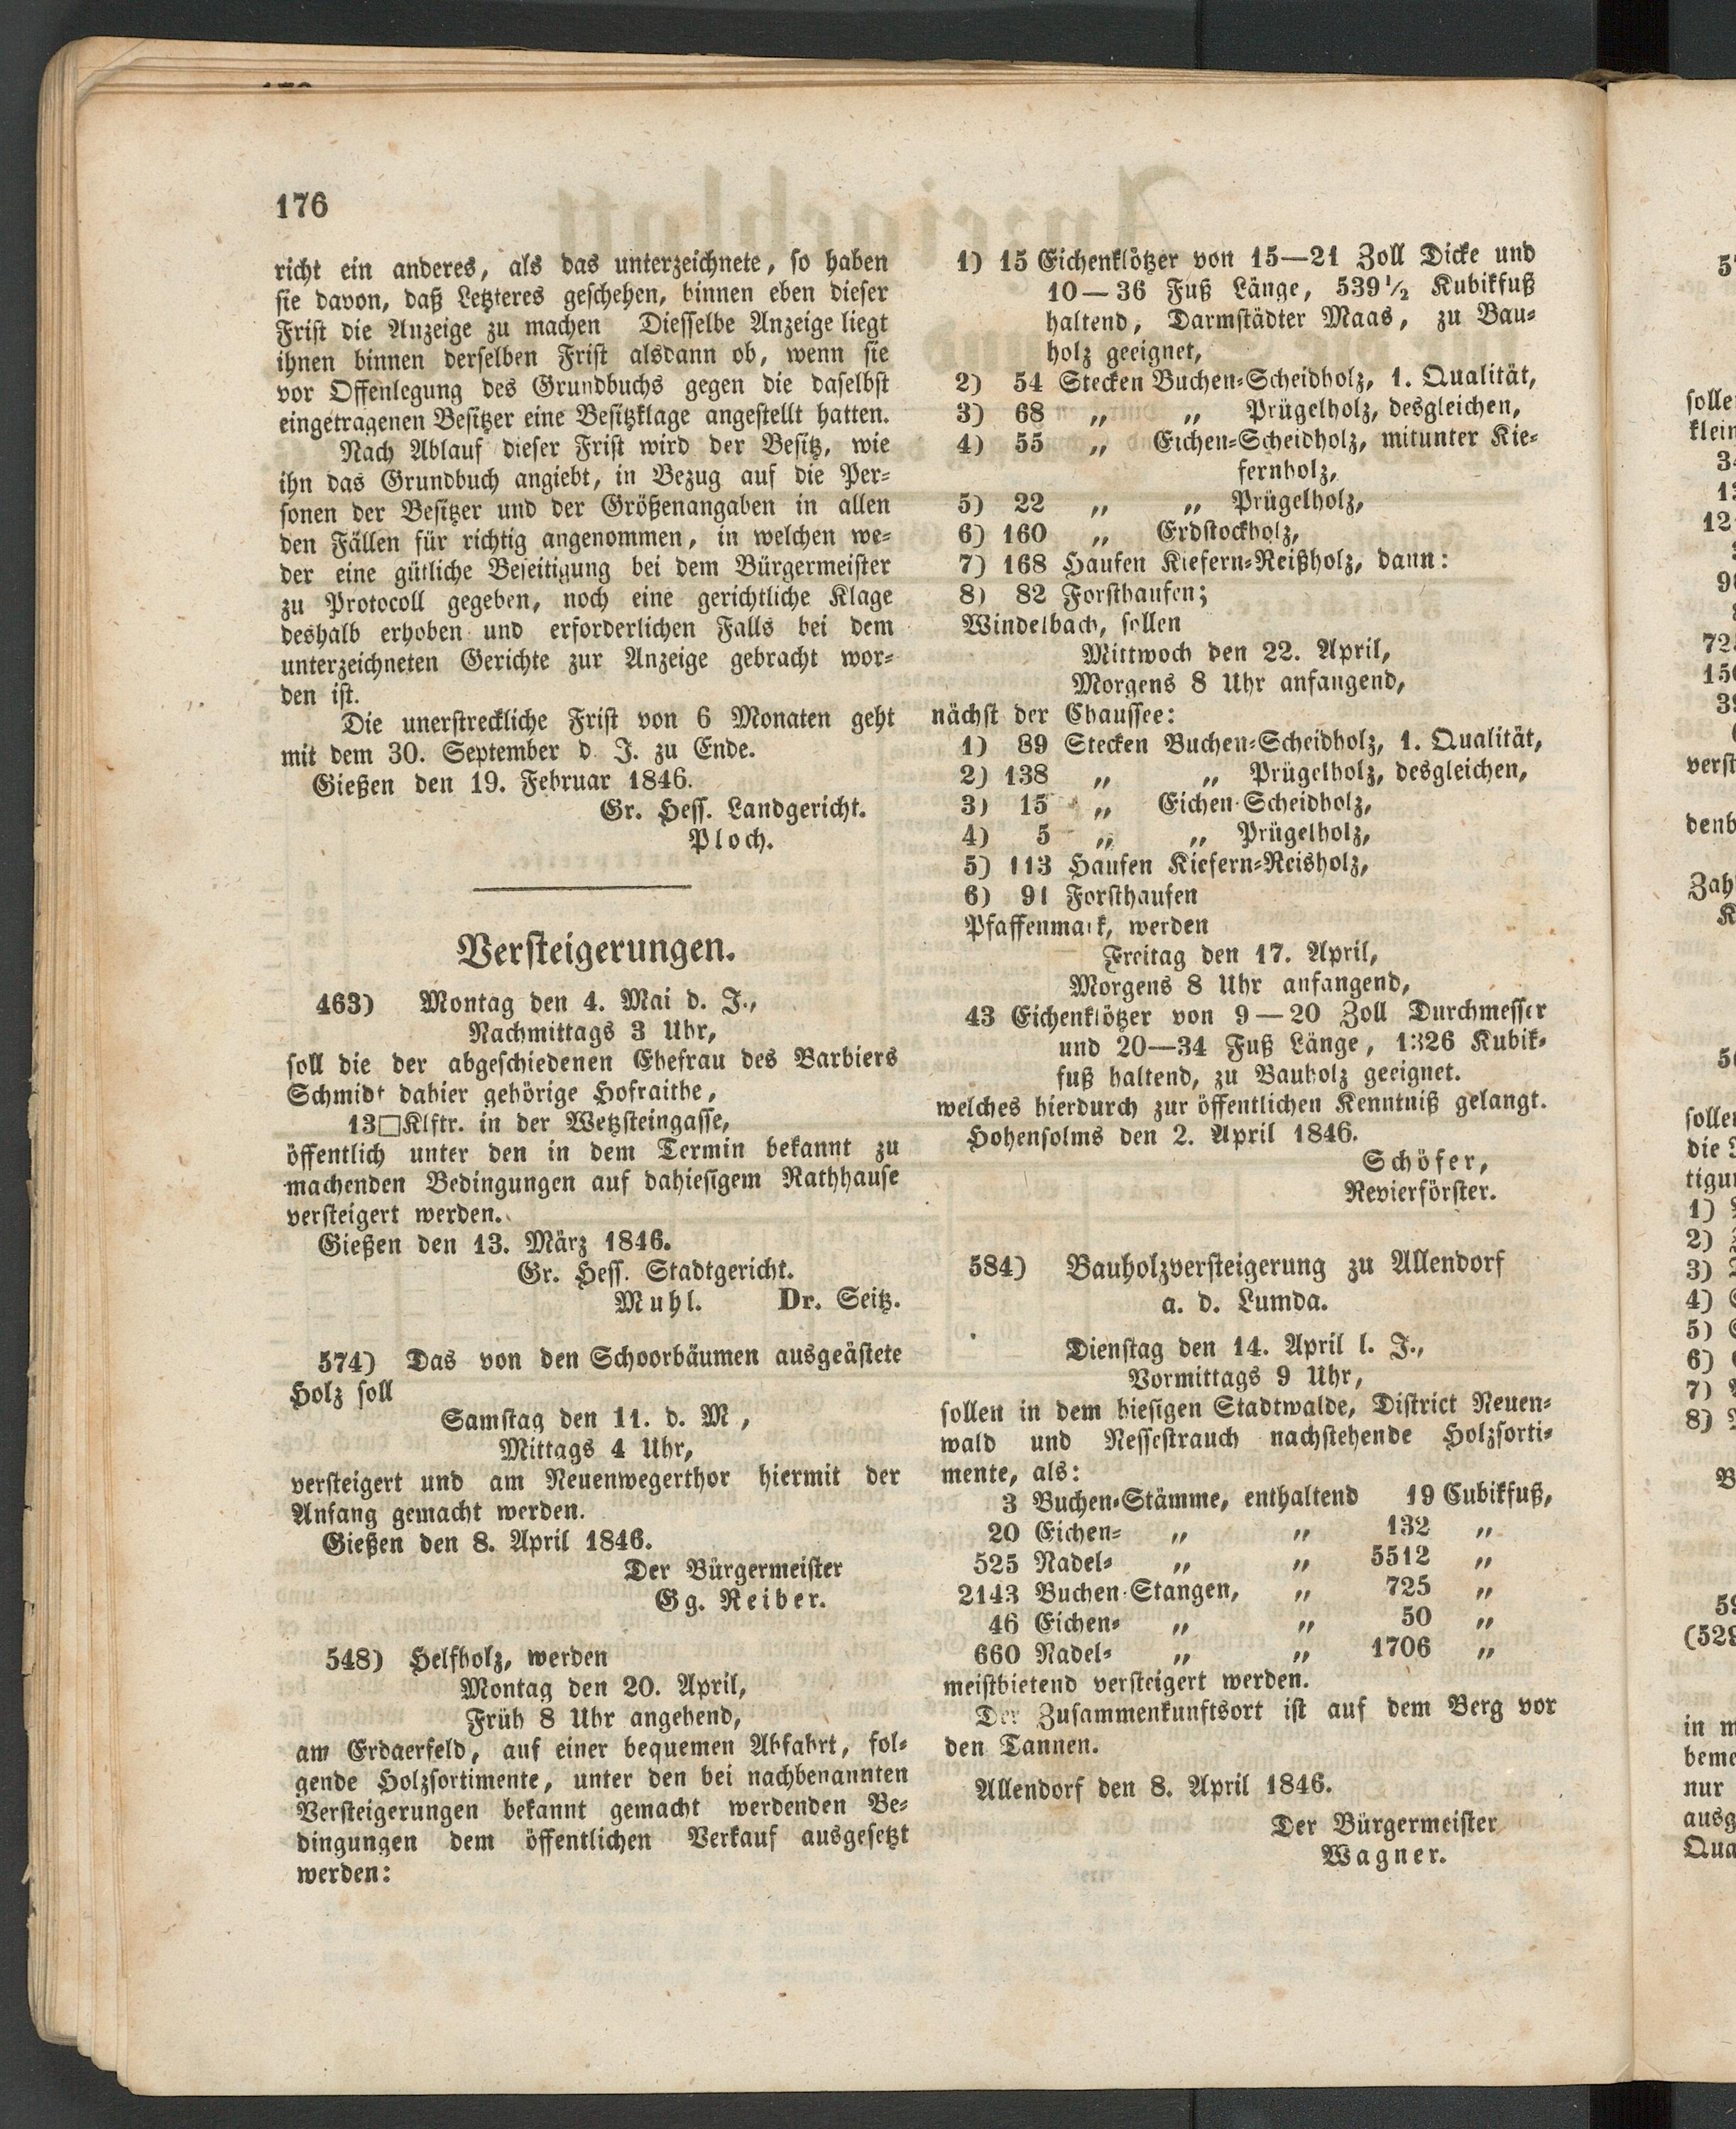 176
richt ein anderes, als das unterzeichnete, so haben
sie davon, daß Letzteres geschehen, binnen eben dieser
Frist die Anzeige zu machen Diesselbe Anzeige liegt
ihnen binnen derselben Frist alsdann ob, wenn sie
vor Offenlegung des Grundbuchs gegen die daselbst
eingetragenen Besitzer eine Besitzklage angestellt hatten.
Nach Ablauf dieser Frist wird der Besitz, wie
ihn das Grundbuch angiebt, in Bezug auf die Per-
sonen der Besitzer und der Größenangaben in allen
den Fällen für richtig angenommen, in welchen we-
der eine gütliche Beseitigung bei dem Bürgermeister
zu Protocoll gegeben, noch eine gerichtliche Klage
deshalb erhoben und erforderlichen Falls bei dem
unterzeichneten Gerichte zur Anzeige gebracht wor-
den ist.
Die unerstreckliche Frist von 6 Monaten geht
mit dem 30. September d. J. zu Ende.
Gießen den 19. Februar 1846.
Gr. Hess. Landgericht.
Ploch.
Versteigerungen.
463) Montag den 4. Mai d. J.,
Nachmittags 3 Uhr,
soll die der abgeschiedenen Ehefrau des Barbiers
Schmidt dahier gehörige Hofraithe,
13□Klftr. in der Wetzsteingasse,
öffentlich unter den in dem Termin bekannt zu
machenden Bedingungen auf dahiesigem Rathhause
versteigert werden.
Gießen den 13. März 1846.
Gr. Hess. Stadtgericht.
Muhl. Dr. Seitz.
574) Das von den Schoorbäumen ausgeästete
Holz soll
Samstag den 11. d. M,
Mittags 4 Uhr,
versteigert und am Neuenwegerthor hiermit der
Anfang gemacht werden.
Gießen den 8. April 1846.
Der Bürgermeister
Gg. Reiber.
548) Helfholz, werden
Montag den 20. April,
Früh 8 Uhr angehend,
am Erdaerfeld, auf einer bequemen Abfahrt, fol-
gende Holzsortimente, unter den bei nachbenannten
Versteigerungen bekannt gemacht werdenden Be-
dingungen dem öffentlichen Verkauf ausgesetzt
werden:
1) 15 Eichenklötzer von 15—21 Zoll Dicke und
10—36 Fuß Länge, 539½ Kubikfuß
haltend, Darmstädter Maas, zu Bau-
holz geeignet,
2) 54 Stecken Buchen-Scheidholz, 1. Qualität,
3) 68 „ „ Prügelholz, desgleichen,
4) 55 „ Eichen-Scheidholz, mitunter Kie-
fernholz,
5) 22 „ „ Prügelholz,
6) 160 „ Erdstockholz,
7) 168 Haufen Kiefern-Reißholz, dann:
8) 82 Forsthaufen;
Windelbach, sollen
Mittwoch den 22. April,
Morgens 8 Uhr anfangend,
nächst der Chaussee:
1) 89 Stecken Buchen-Scheidholz, 1. Qualität,
2) 138 „ „ Prügelholz, desgleichen,
3) 15 „ Eichen-Scheidholz,
4) 5 „ „ Prügelholz,
5) 113 Haufen Kiefern-Reisholz,
6) 91 Forsthaufen
Pfaffenmark, werden
Freitag den 17. April,
Morgens 8 Uhr anfangend,
43 Eichenklötzer von 9—20 Zoll Durchmesser
und 20—34 Fuß Länge, 1326 Kubik-
fuß haltend, zu Bauholz geeignet.
welches hierdurch zur öffentlichen Kenntniß gelangt.
Hohensolms den 2. April 1846.
Schöfer,
Revierförster.
584) Bauholzversteigerung zu Allendorf
a. d. Lumda.
Dienstag den 14. April l. J.,
Vormittags 9 Uhr,
sollen in dem hiesigen Stadtwalde, District Neuen-
wald und Nessestrauch nachstehende Holzsorti-
mente, als:
3 Buchen-Stämme, enthaltend 19 Cubikfuß,
20 Eichen- „ „ 132 „
525 Nadel- „ „ 5512 „
2143 Buchen-Stangen, „ 725 „
46 Eichen- „ „ 50 „
660 Nadel- „ „ 1706 „
meistbietend versteigert werden.
Der Zusammenkunftsort ist auf dem Berg vor
den Tannen.
Allendorf den 8. April 1846.
Der Bürgermeister
Wagner.